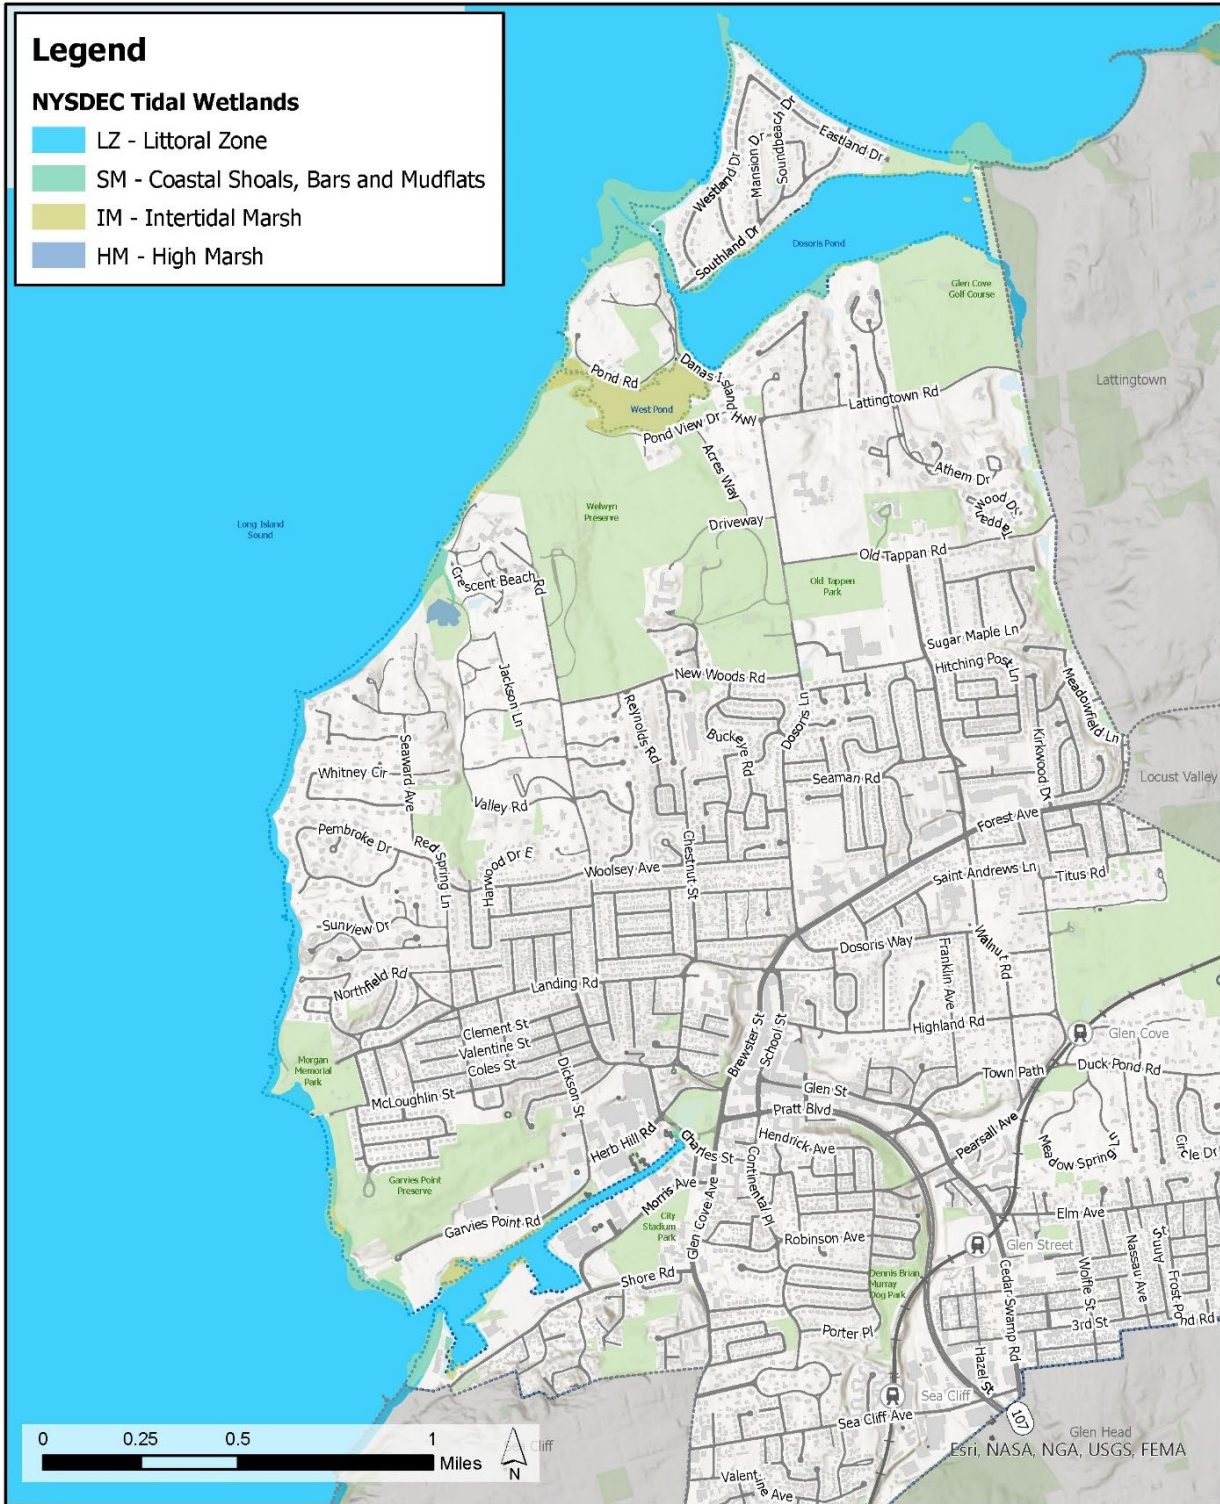 Legend
NYSDEC Tidal Wetlands
LZ - Littoral Zone
SM - Coastal Shoals, Bars and Mudflats
IM - Intertidal Marsh
HM - High Marsh
Eastland Dr
Soundbeach Dr
Mansion Dr
Westland Dr
Southland Dr
Dosoris Pond
Glen Cove
Golf Course
Lattingtown
Pond Rd
Danas Island Hwy
West Pond
Lattingtown Rd
Pond View Dr
Acres Way
Athem Dr
Welwyn
Preserve
Driveway
Long Island
Sound
Old Tappan Rd
Crescent Beach Rd
Old Tappen
Park
Sugar Maple Ln
Hitching Post Ln
Jackson Ln
New Woods Rd
Meadowfield Ln
Reynolds Rd
Dosoris Ln
Buckeye Rd
Kirkwood Dr
Seaward Ave
Whitney Cir
Seaman Rd
Locust Valley
Valley Rd
Forest Ave
Pembroke Dr
Red Spring Ln
Harwood Dr E
Chestnut St
Woolsey Ave
Saint Andrews Ln
Titus Rd
Sunview Dr
Dosoris Way
Walnut Rd
Franklin Ave
Northfield Rd
Landing Rd
Clement St
Valentine St
Coles St
Brewster St
School St
Highland Rd
Glen Cove
Morgan
Memorial
Park
Dickson St
Town Path
Duck Pond Rd
McLoughlin St
Glen St
Pratt Blvd
Pearsall Ave
Herb Hill Rd
Charles St
Hendrick Ave
Meadow Spring Ln
Circle Dr
Garvies Point
Preserve
Morris Ave
Continental Pl
Glen Cove Ave
City
Stadium
Park
Garvies Point Rd
Robinson Ave
Elm Ave
Glen Street
Nassau Ave
Anns St
Shore Rd
Dennis Brian
Murray
Dog Park
Cedar Swamp Rd
Wolfle St
Frost Pond Rd
3rd St
Porter Pl
Hazel St
Sea Cliff
Sea Cliff Ave
107
Glen Head
Sea Cliff
Valentine Ave
0 0.25 0.5 1
Miles
N
Esri, NASA, NGA, USGS, FEMA